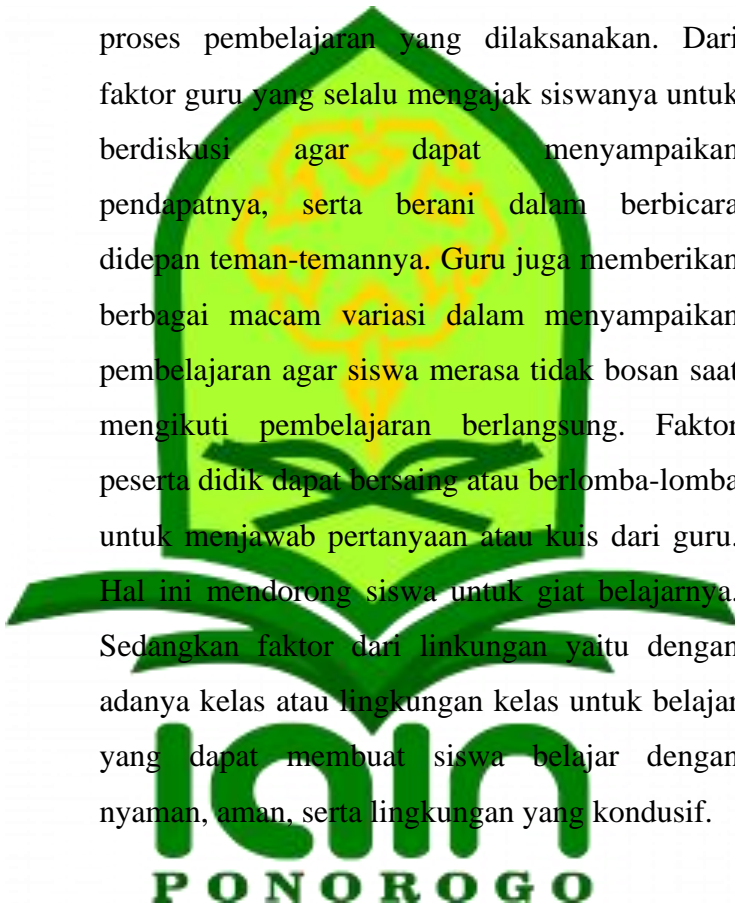 proses pembelajaran yang dilaksanakan. Dari
faktor guru yang selalu mengajak siswanya untuk
berdiskusi agar dapat menyampaikan
pendapatnya, serta berani dalam berbicara
didepan teman-temannya. Guru juga memberikan
berbagai macam variasi dalam menyampaikan
pembelajaran agar siswa merasa tidak bosan saat
mengikuti pembelajaran berlangsung. Faktor
peserta didik dapat bersaing atau berlomba-lomba
untuk menjawab pertanyaan atau kuis dari guru.
Hal ini mendorong siswa untuk giat belajarnya.
Sedangkan faktor dari linkungan yaitu dengan
adanya kelas atau lingkungan kelas untuk belajar
yang dapat membuat siswa belajar dengan
nyaman, aman, serta lingkungan yang kondusif.
iain
PONOROGO